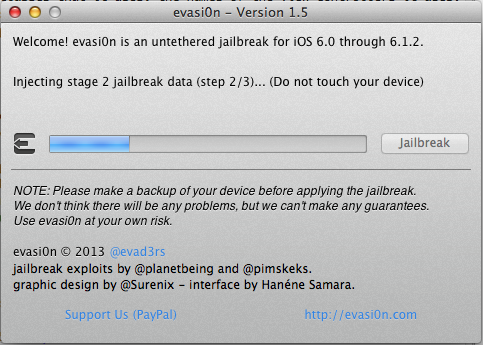 evasi0n - Version 1.5
Welcome! evasi0n is an untethered jailbreak for iOS 6.0 through 6.1.2.
Injecting stage 2 jailbreak data (step 2/3)... (Do not touch your device)
Jailbreak
NOTE: Please make a backup of your device before applying the jailbreak.
We don't think there will be any problems, but we can't make any guarantees.
Use evasi0n at your own risk.
evasi0n © 2013 @evad3rs
jailbreak exploits by @planetbeing and @pimskeks.
graphic design by @Surenix - interface by Hanéne Samara.
Support Us (PayPal) http://evasi0n.com